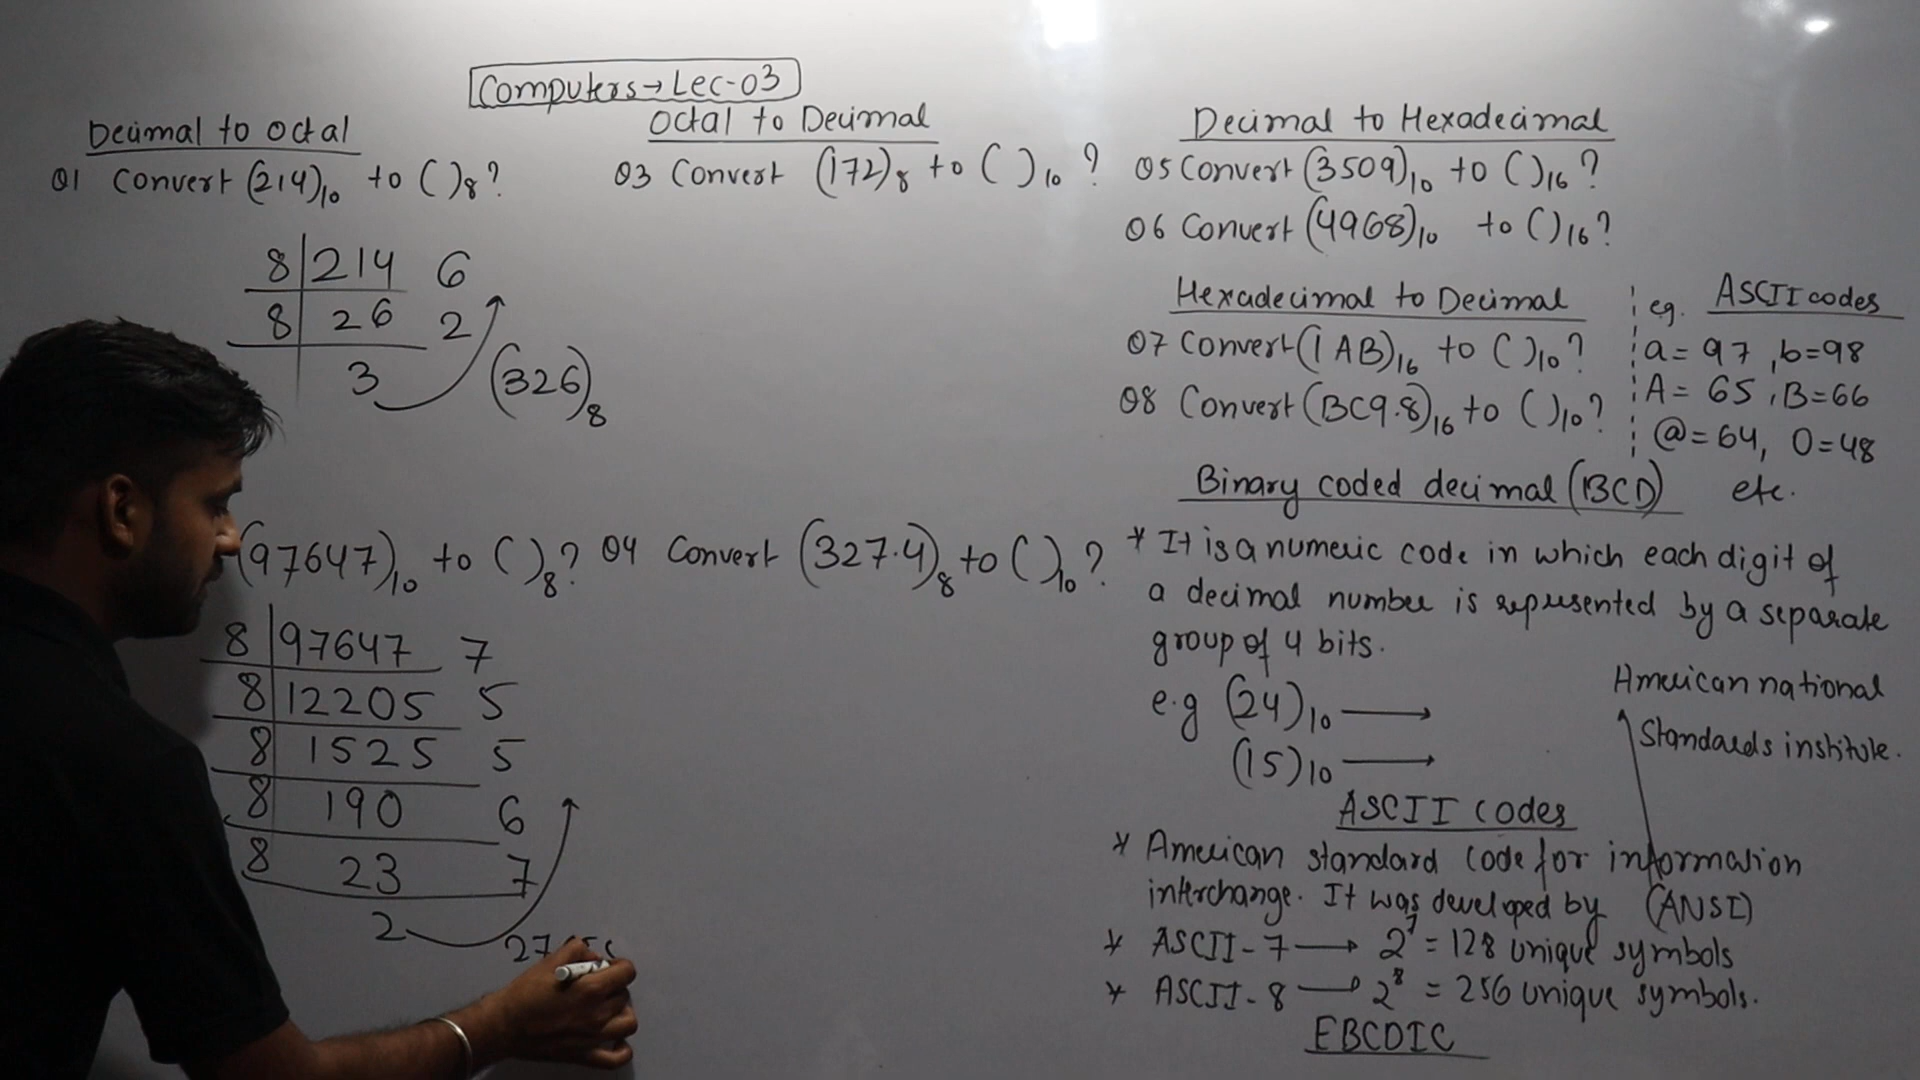 Computers → Lec-03
Decimal to Octal
Q1 Convert (214)10 to ( )8 ?
8 214 6
8 26 2
3
(326)8
(97647)10 to ( )8 ?
8 97647 7
8 12205 5
8 1525 5
8 190 6
8 23 7
2
Octal to Decimal
Q3 Convert (172)8 to ( )10 ?
Q4 Convert (327.4)8 to ( )10 ?
Decimal to Hexadecimal
Q5 Convert (3509)10 to ( )16 ?
Q6 Convert (4968)10 to ( )16 ?
Hexadecimal to Decimal
Q7 Convert (1AB)16 to ( )10 ?
Q8 Convert (BC9.8)16 to ( )10 ?
eg. ASCII codes
a = 97, b = 98
A = 65, B = 66
@ = 64, 0 = 48
etc.
Binary coded decimal (BCD)
* It is a numeric code in which each digit of
a decimal number is represented by a separate
group of 4 bits.
e.g (24)10 →
(15)10 →
American national
Standards institute.
ASCII codes
* American standard code for information
interchange. It was developed by (ANSI)
* ASCII-7 → 2^7 = 128 unique symbols
* ASCII-8 → 2^8 = 256 unique symbols.
EBCDIC